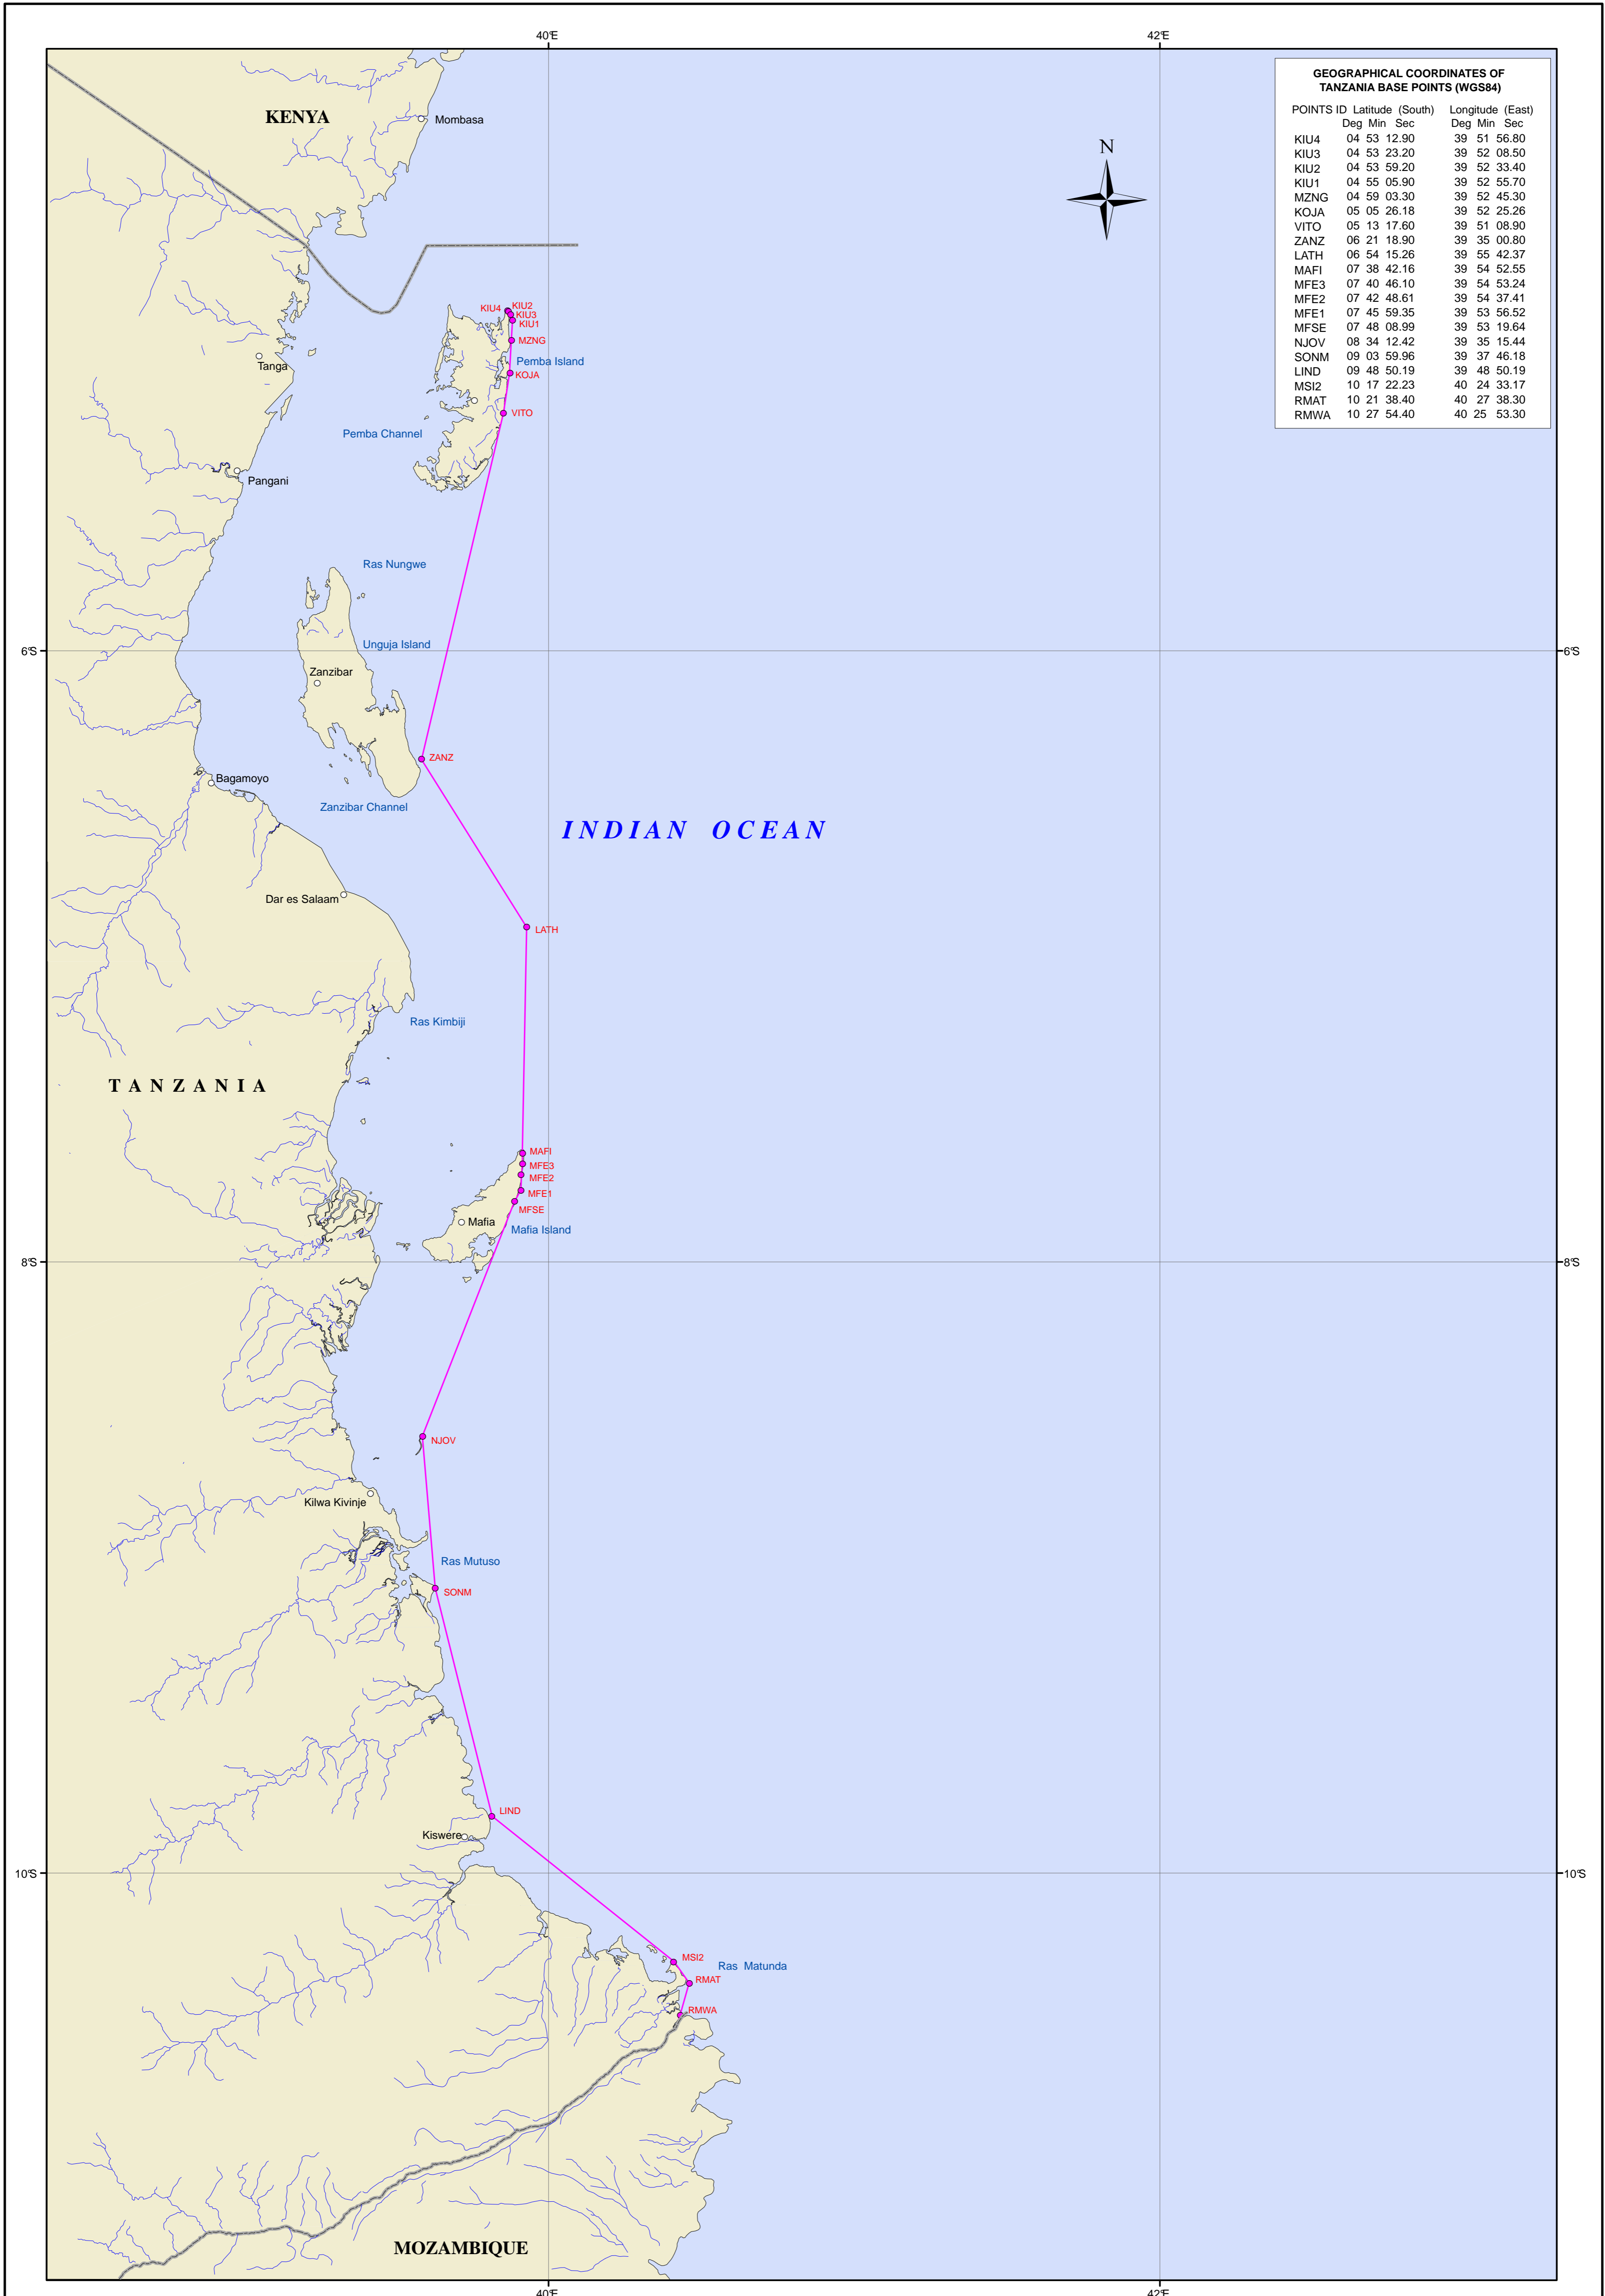 40°E 42°E
GEOGRAPHICAL COORDINATES OF
TANZANIA BASE POINTS (WGS84)
POINTS ID Latitude (South) Longitude (East)
Deg Min Sec Deg Min Sec
KIU4 04 53 12.90 39 51 56.80
KIU3 04 53 23.20 39 52 08.50
KIU2 04 53 59.20 39 52 33.40
KIU1 04 55 05.90 39 52 55.70
MZNG 04 59 03.30 39 52 45.30
KOJA 05 05 26.18 39 52 25.26
VITO 05 13 17.60 39 51 08.90
ZANZ 06 21 18.90 39 35 00.80
LATH 06 54 15.26 39 55 42.37
MAFI 07 38 42.16 39 54 52.55
MFE3 07 40 46.10 39 54 53.24
MFE2 07 42 48.61 39 54 37.41
MFE1 07 45 59.35 39 53 56.52
MFSE 07 48 08.99 39 53 19.64
NJOV 08 34 12.42 39 35 15.44
SONM 09 03 59.96 39 37 46.18
LIND 09 48 50.19 39 48 50.19
MSI2 10 17 22.23 40 24 33.17
RMAT 10 21 38.40 40 27 38.30
RMWA 10 27 54.40 40 25 53.30
KENYA
Mombasa
N
KIU4
KIU2
KIU3
KIU1
MZNG
Pemba Island
Tanga
KOJA
VITO
Pemba Channel
Pangani
Ras Nungwe
Unguja Island
6°S 6°S
Zanzibar
ZANZ
Bagamoyo
Zanzibar Channel
INDIAN OCEAN
Dar es Salaam
LATH
Ras Kimbiji
TANZANIA
MAFI
MFE3
MFE2
MFE1
MFSE
Mafia
Mafia Island
8°S 8°S
NJOV
Kilwa Kivinje
Ras Mutuso
SONM
LIND
Kiswere
10°S 10°S
MSI2
Ras Matunda
RMAT
RMWA
MOZAMBIQUE
40°E 42°E